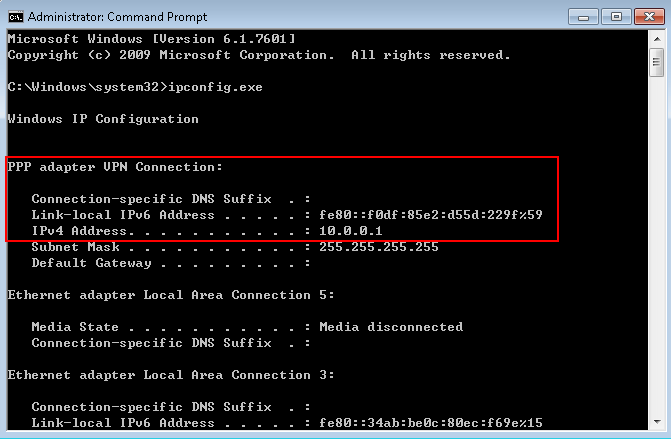 Administrator: Command Prompt
Microsoft Windows [Version 6.1.7601]
Copyright (c) 2009 Microsoft Corporation.  All rights reserved.
C:\Windows\system32>ipconfig.exe
Windows IP Configuration
PPP adapter VPN Connection:
Connection-specific DNS Suffix  . :
Link-local IPv6 Address . . . . . : fe80::f0df:85e2:d55d:229f%59
IPv4 Address. . . . . . . . . . . : 10.0.0.1
Subnet Mask . . . . . . . . . . . : 255.255.255.255
Default Gateway . . . . . . . . . :
Ethernet adapter Local Area Connection 5:
Media State . . . . . . . . . . . : Media disconnected
Connection-specific DNS Suffix  . :
Ethernet adapter Local Area Connection 3:
Connection-specific DNS Suffix  . :
Link-local IPv6 Address . . . . . : fe80::34ab:be0c:80ec:f69e%15